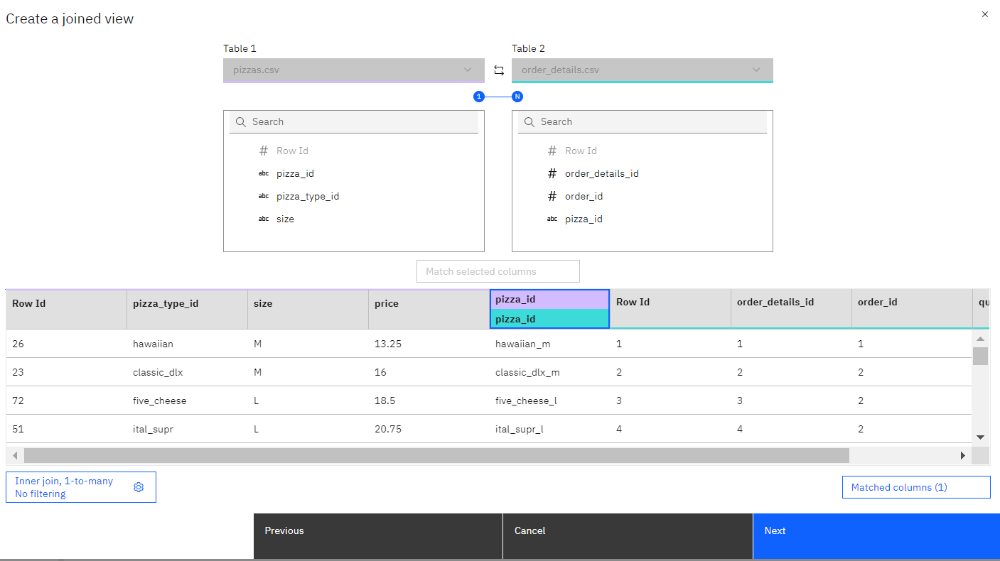 Create a joined view
Table 1
Table 2
pizzas.csv
order_details.csv
1
N
Search
Search
# Row Id
abc pizza_id
abc pizza_type_id
abc size
# Row Id
# order_details_id
# order_id
abc pizza_id
Match selected columns
Row Id pizza_type_id size price pizza_id Row Id order_details_id order_id qu
pizza_id
26 hawaiian M 13.25 hawaiian_m 1 1 1
23 classic_dlx M 16 classic_dlx_m 2 2 2
72 five_cheese L 18.5 five_cheese_l 3 3 2
51 ital_supr L 20.75 ital_supr_l 4 4 2
Inner join, 1-to-many
No filtering
Matched columns (1)
Previous
Cancel
Next